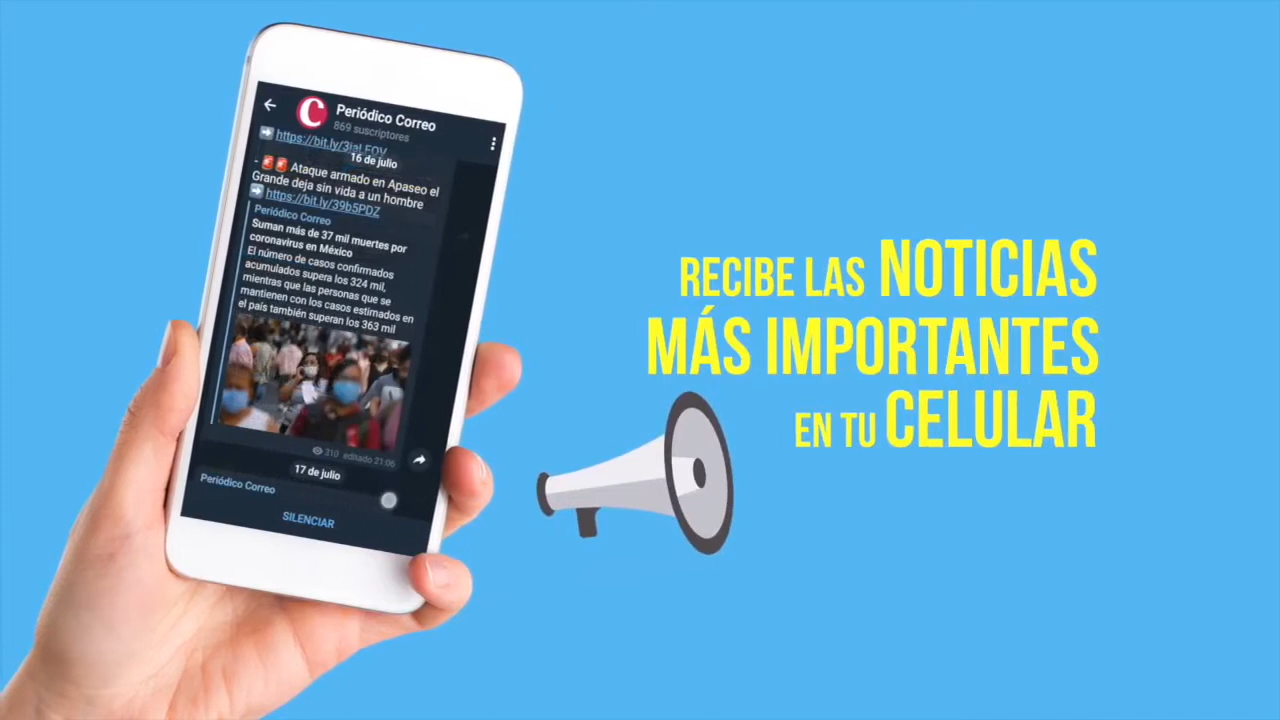 Periódico Correo
869 suscriptores
16 de julio
- Ataque armado en Apaseo el
Grande deja sin vida a un hombre
https://bit.ly/39b5PDZ
Periódico Correo
Suman más de 37 mil muertes por
coronavirus en México
El número de casos confirmados
acumulados supera los 324 mil,
mientras que las personas que se
mantienen con los casos estimados en
el país también superan los 363 mil
310 editado 21:06
17 de julio
Periódico Correo
SILENCIAR
RECIBE LAS NOTICIAS
MÁS IMPORTANTES
EN TU CELULAR